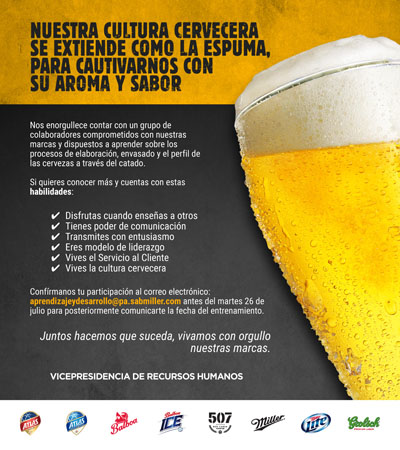 NUESTRA CULTURA CERVECERA
SE EXTIENDE COMO LA ESPUMA,
PARA CAUTIVARNOS CON
SU AROMA Y SABOR
Nos enorgullece contar con un grupo de
colaboradores comprometidos con nuestras
marcas y dispuestos a aprender sobre los
procesos de elaboración, envasado y el perfil de
las cervezas a través del catado.
Si quieres conocer más y cuentas con estas
habilidades:
✔ Disfrutas cuando enseñas a otros
✔ Tienes poder de comunicación
✔ Transmites con entusiasmo
✔ Eres modelo de liderazgo
✔ Vives el Servicio al Cliente
✔ Vives la cultura cervecera
Confírmanos tu participación al correo electrónico:
aprendizajeydesarrollo@pa.sabmiller.com antes del martes 26 de
julio para posteriormente comunicarte la fecha del entrenamiento.
Juntos hacemos que suceda, vivamos con orgullo
nuestras marcas.
VICEPRESIDENCIA DE RECURSOS HUMANOS
ATLAS ATLAS Balboa Balboa ICE 507 Miller Lite Grolsch